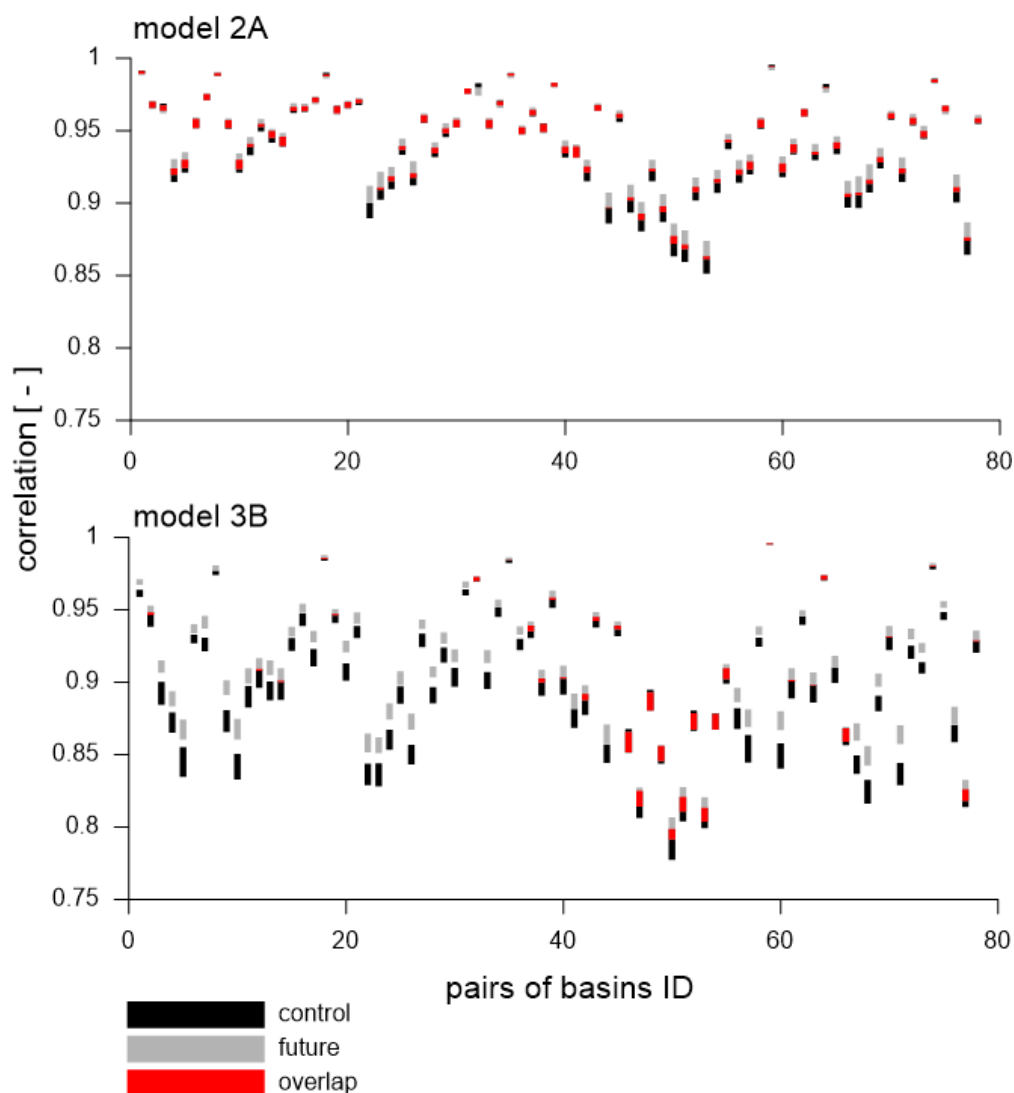 model 2A
1
0.95
0.9
0.85
0.8
0.75
0 20 40 60 80
correlation [ - ]
model 3B
1
0.95
0.9
0.85
0.8
0.75
0 20 40 60 80
pairs of basins ID
control
future
overlap